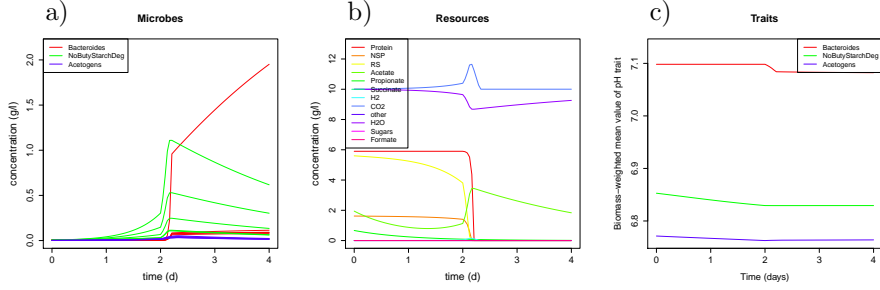 a)
Microbes
Bacteroides
NoButyStarchDeg
Acetogens
concentration (g/l)
0.0
0.5
1.0
1.5
2.0
0
1
2
3
4
time (d)
b)
Resources
Protein
NSP
RS
Acetate
Propionate
Succinate
H2
CO2
other
H2O
Sugars
Formate
concentration (g/l)
0
2
4
6
8
10
12
0
1
2
3
4
time (d)
c)
Traits
Bacteroides
NoButyStarchDeg
Acetogens
Biomass−weighted mean value of pH trait
6.8
6.9
7.0
7.1
0
1
2
3
4
Time (days)